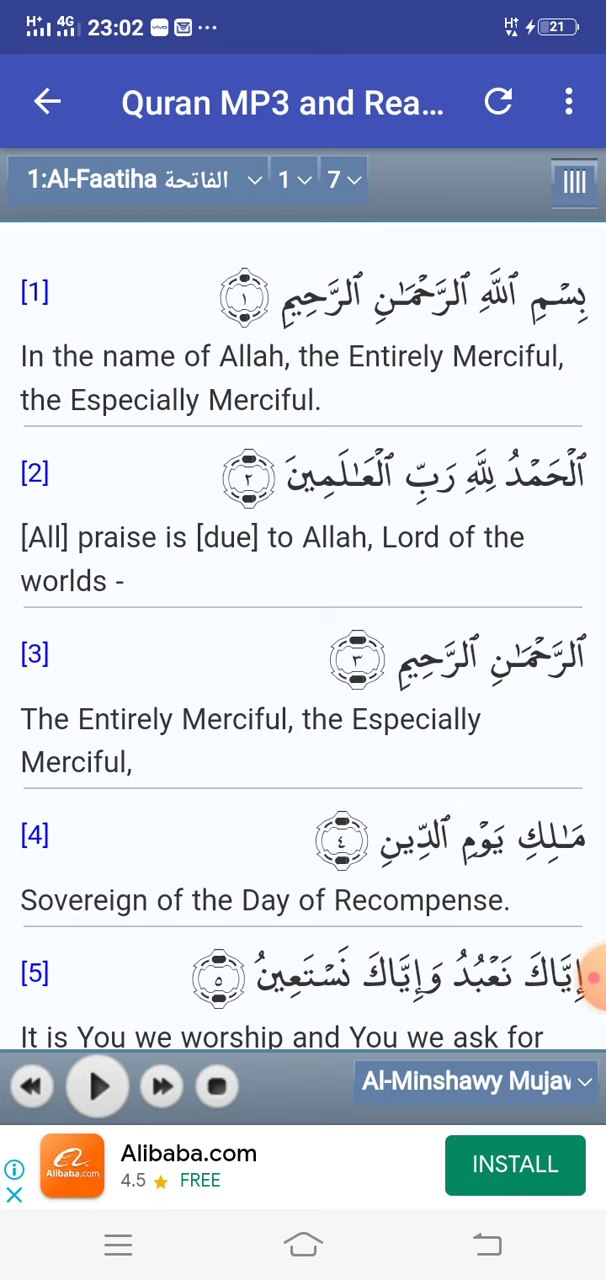 H+ 4G 23:02 vivo ... H+ 21
Quran MP3 and Rea...
1:Al-Faatiha الفاتحة 1 7
[1] بِسْمِ ٱللَّهِ ٱلرَّحْمَـٰنِ ٱلرَّحِيمِ ١
In the name of Allah, the Entirely Merciful,
the Especially Merciful.
[2] ٱلْحَمْدُ لِلَّهِ رَبِّ ٱلْعَـٰلَمِينَ ٢
[All] praise is [due] to Allah, Lord of the
worlds -
[3] ٱلرَّحْمَـٰنِ ٱلرَّحِيمِ ٣
The Entirely Merciful, the Especially
Merciful,
[4] مَـٰلِكِ يَوْمِ ٱلدِّينِ ٤
Sovereign of the Day of Recompense.
[5] إِيَّاكَ نَعْبُدُ وَإِيَّاكَ نَسْتَعِينُ ٥
It is You we worship and You we ask for
Al-Minshawy Mujaw
Alibaba.com
Alibaba.com
4.5 ★ FREE
INSTALL